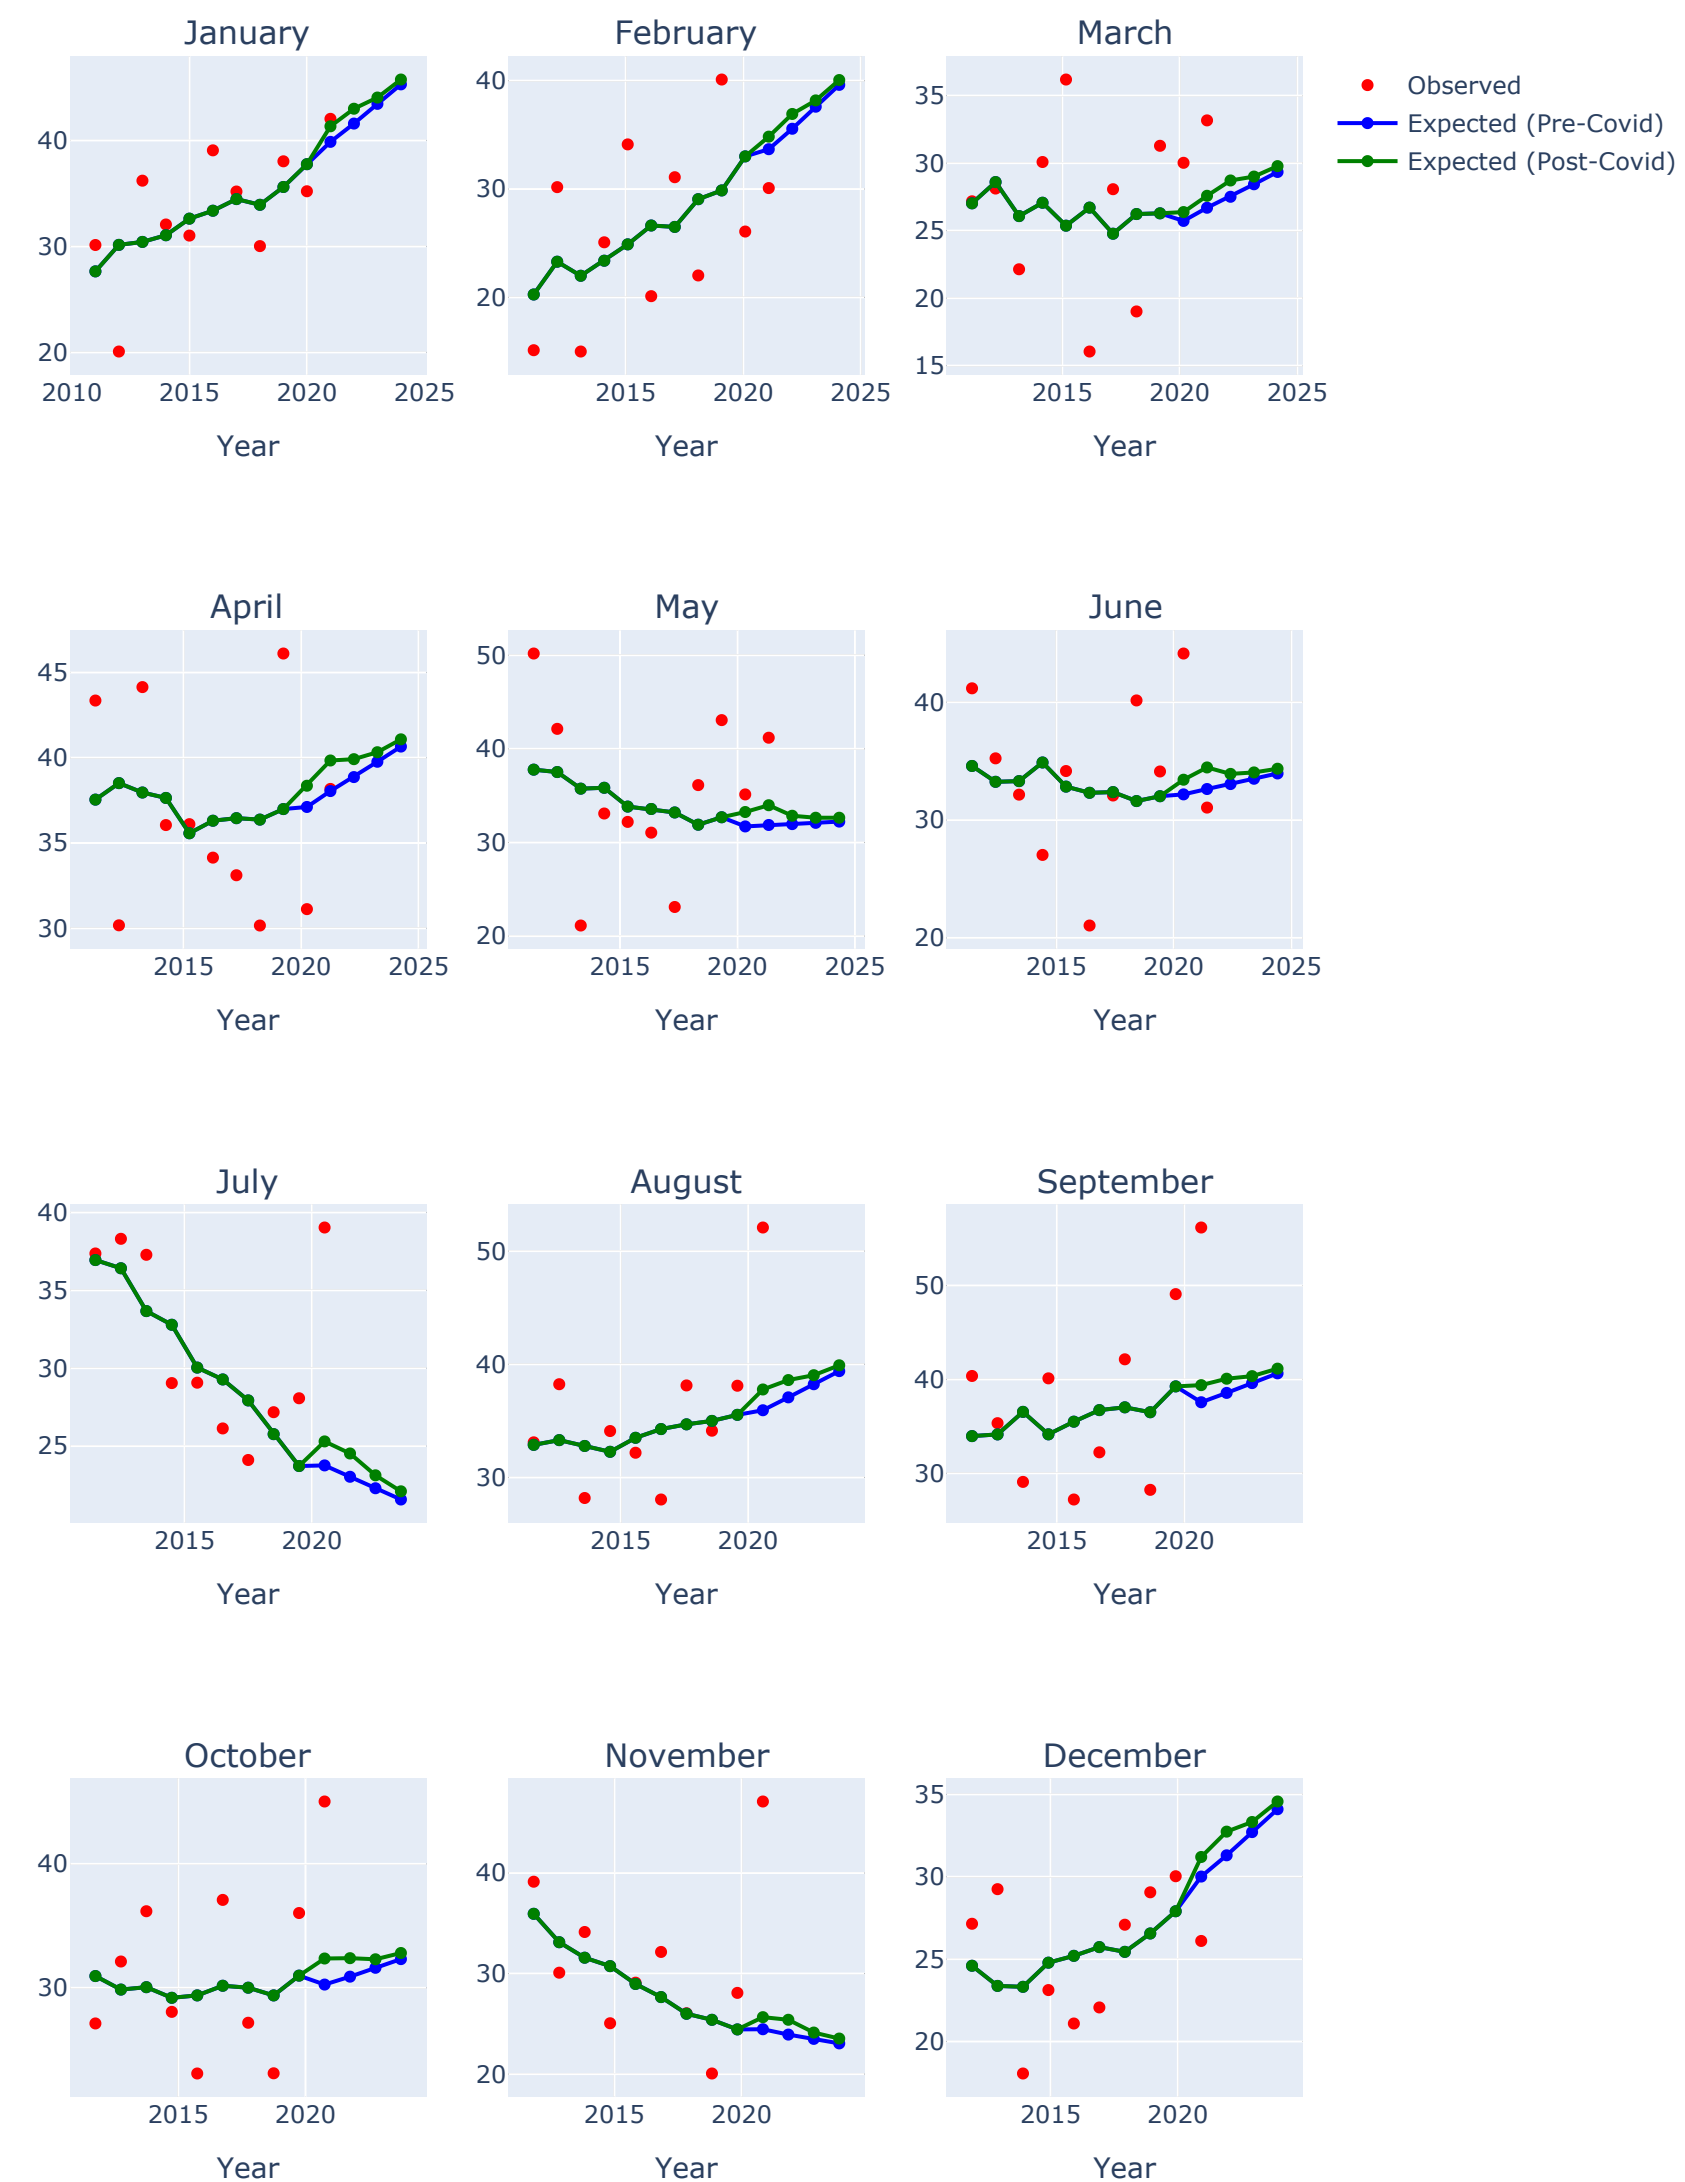 January
February
March
Observed
Expected (Pre-Covid)
Expected (Post-Covid)
40
30
20
2010 2015 2020 2025
Year
40
30
20
2015 2020 2025
Year
35
30
25
20
15
2015 2020 2025
Year
April
May
June
45
40
35
30
2015 2020 2025
Year
50
40
30
20
2015 2020 2025
Year
40
30
20
2015 2020 2025
Year
July
August
September
40
35
30
25
2015 2020
Year
50
40
30
2015 2020
Year
50
40
30
2015 2020
Year
October
November
December
40
30
2015 2020
Year
40
30
20
2015 2020
Year
35
30
25
20
2015 2020
Year